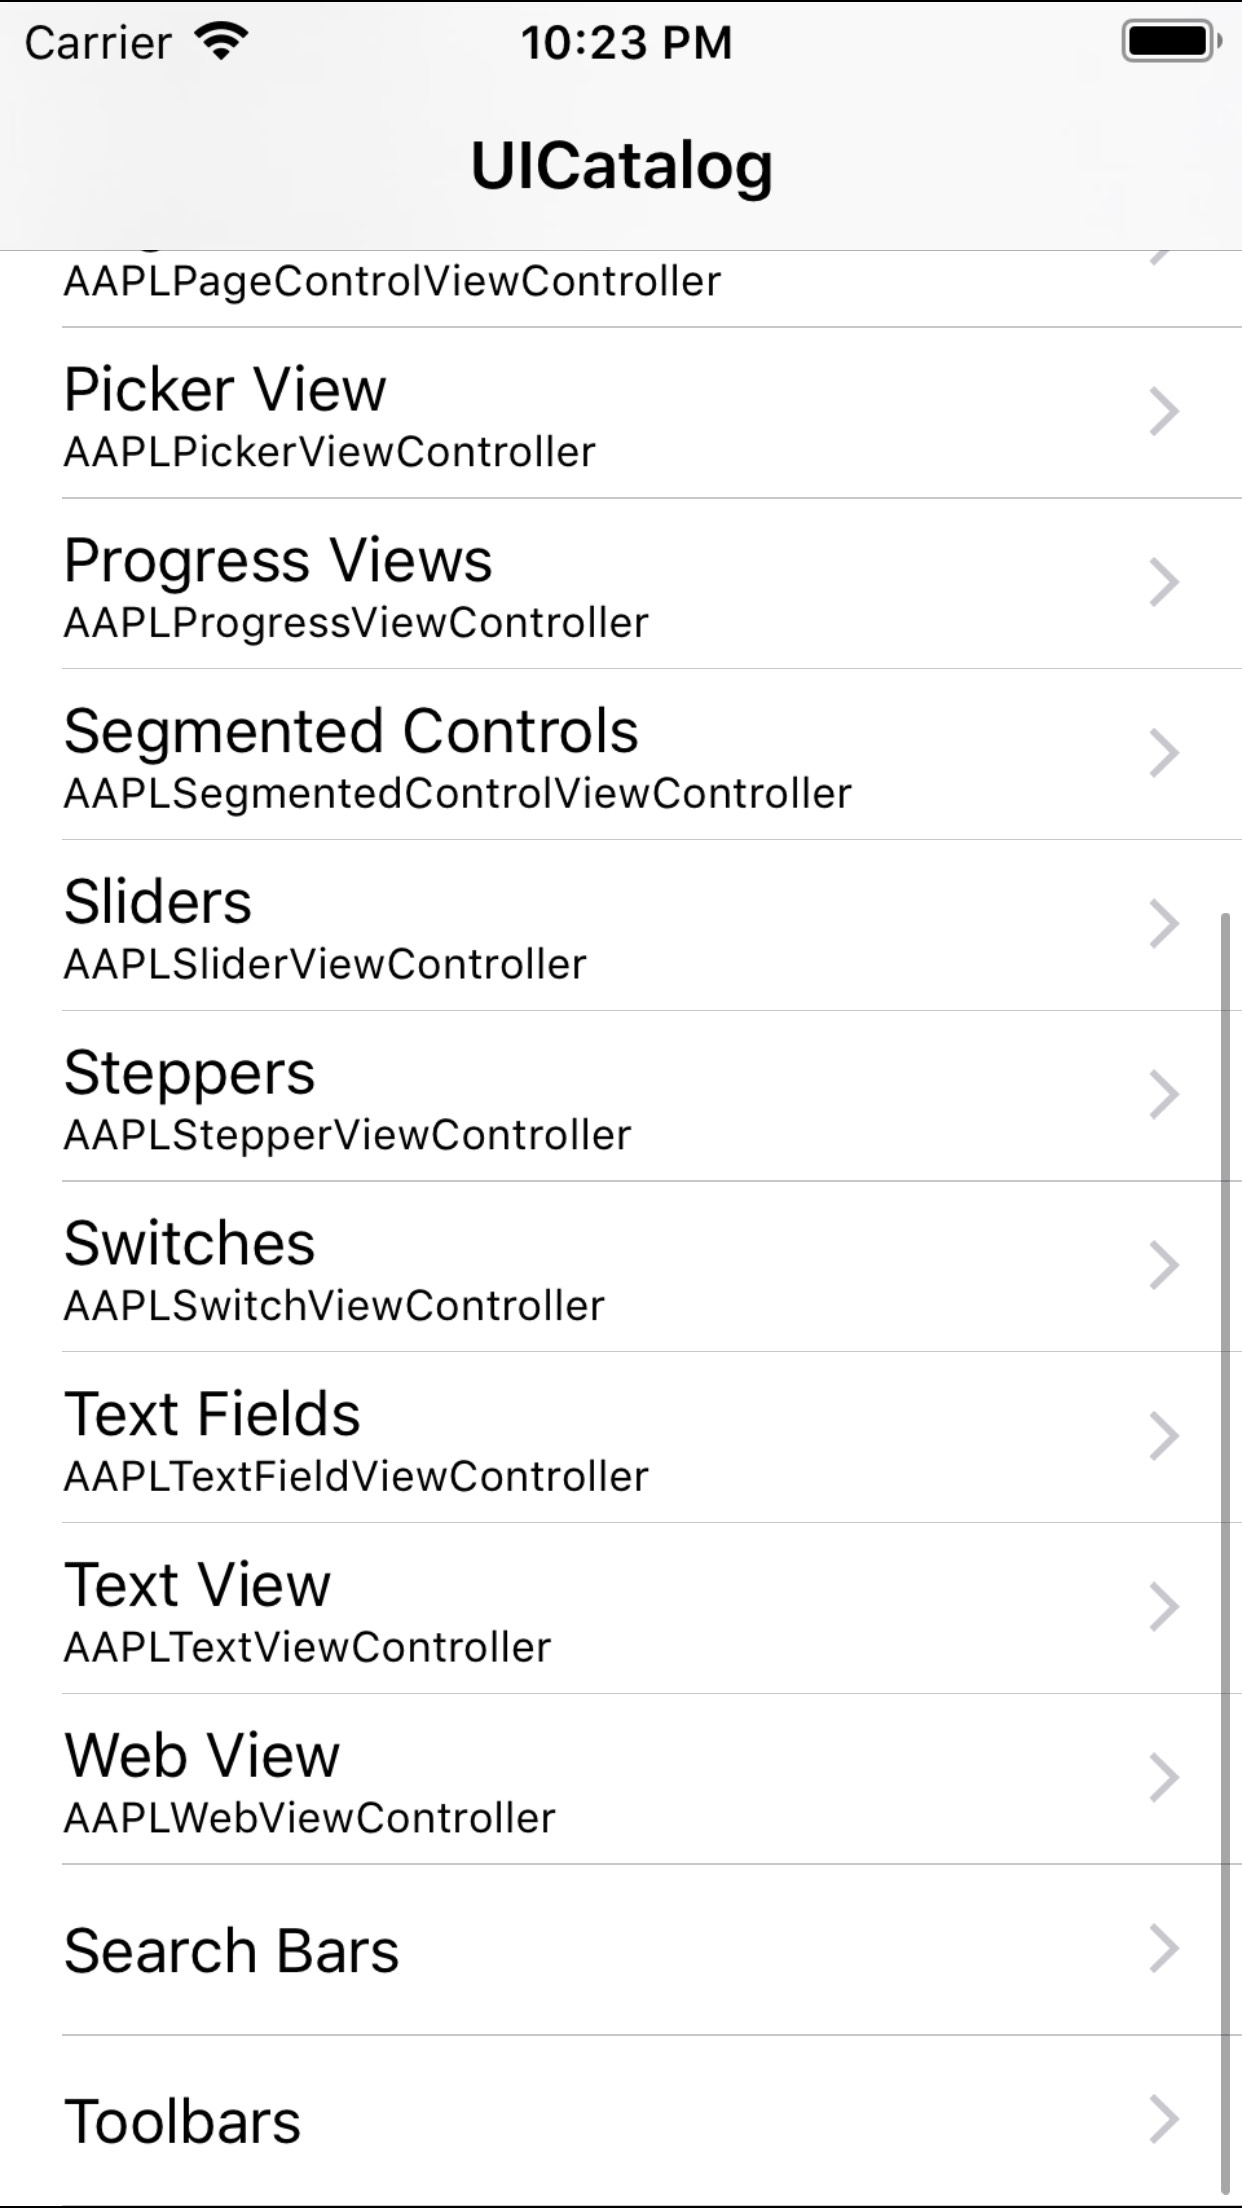 Carrier 10:23 PM
UICatalog
AAPLPageControlViewController
Picker View
AAPLPickerViewController
Progress Views
AAPLProgressViewController
Segmented Controls
AAPLSegmentedControlViewController
Sliders
AAPLSliderViewController
Steppers
AAPLStepperViewController
Switches
AAPLSwitchViewController
Text Fields
AAPLTextFieldViewController
Text View
AAPLTextViewController
Web View
AAPLWebViewController
Search Bars
Toolbars